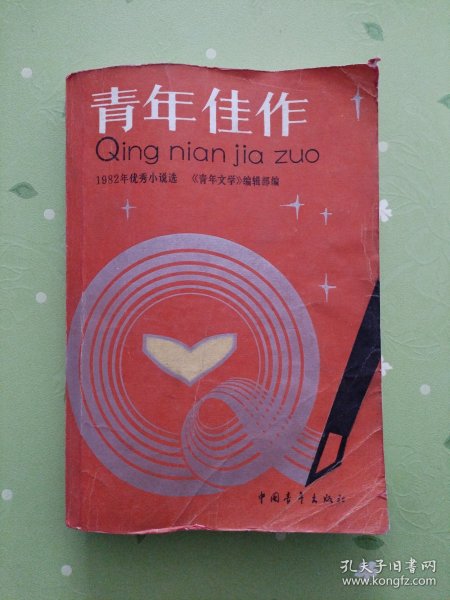 青年佳作
Qing nian jia zuo
1982年优秀小说选 《青年文学》编辑部编
中国青年出版社
孔夫子旧书网
www.kongfz.com